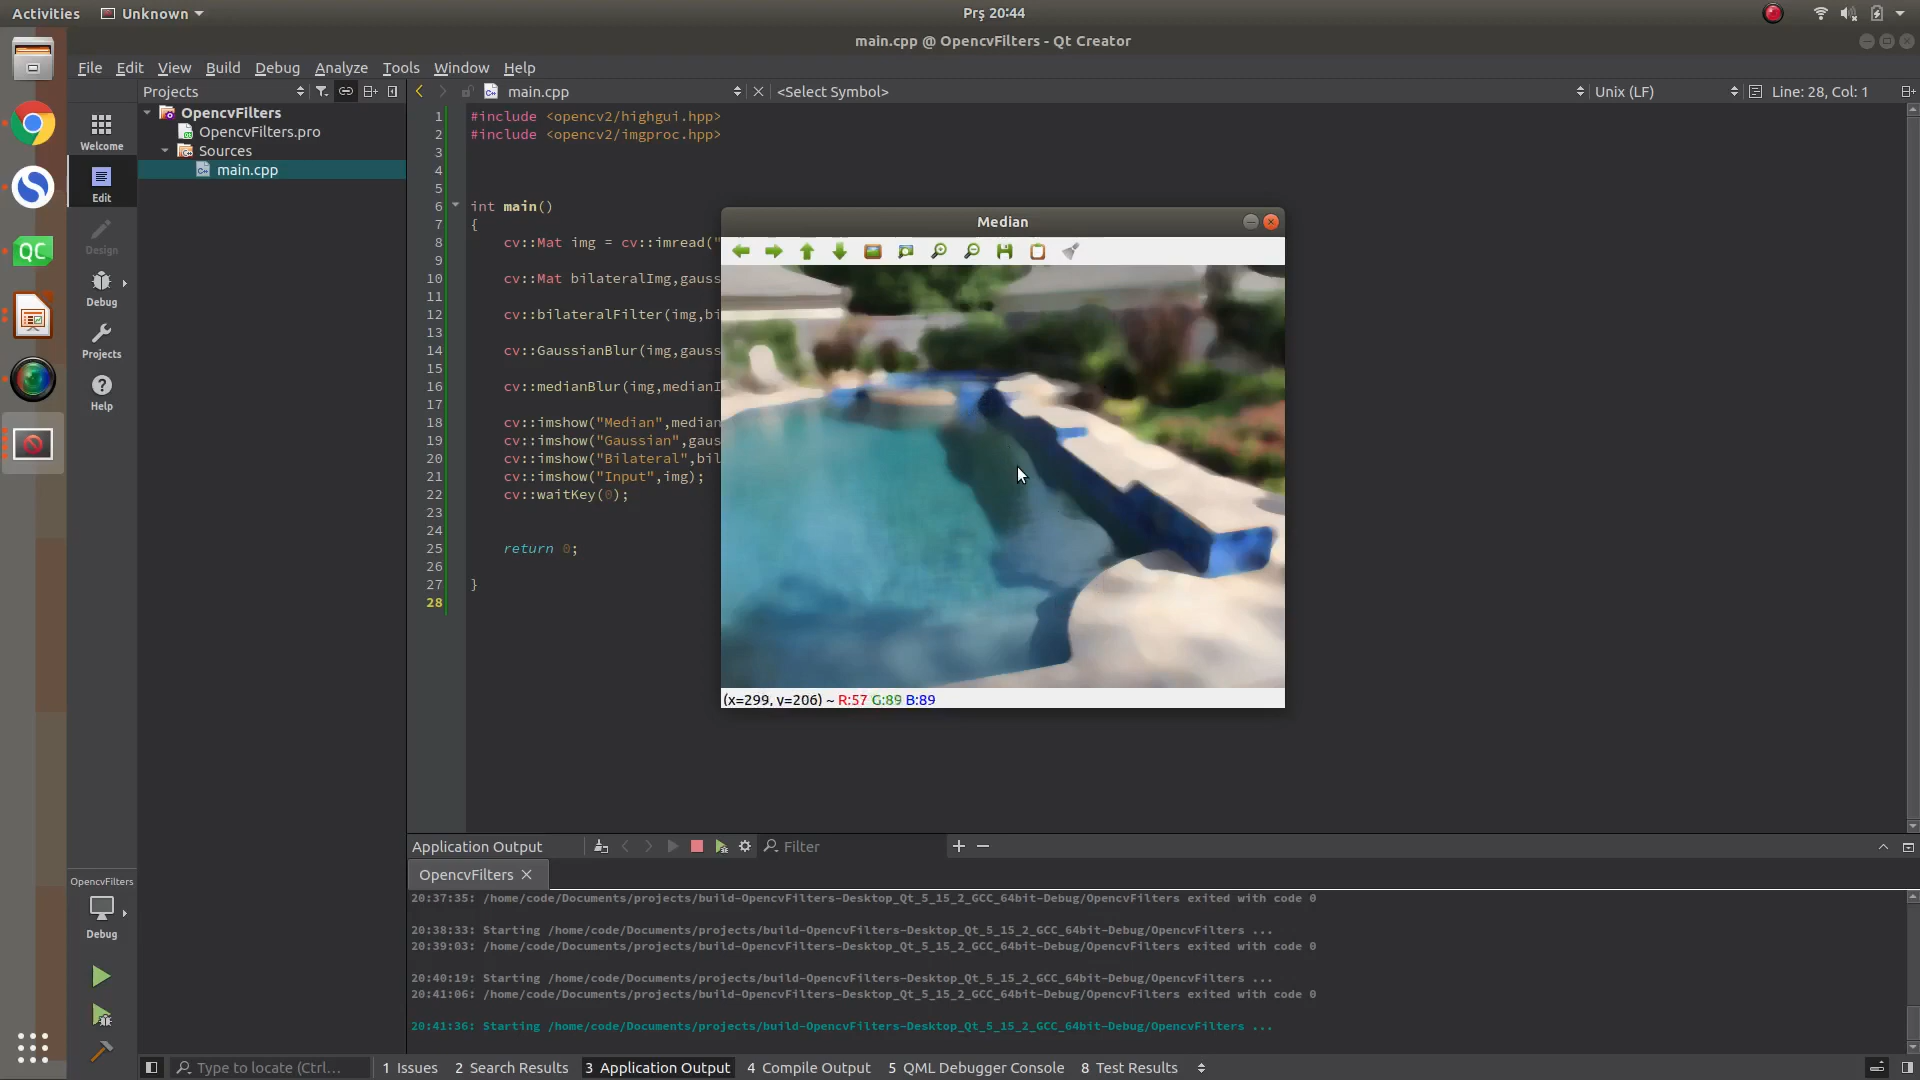 Activities Unknown Prş 20:44
main.cpp @ OpencvFilters - Qt Creator
File Edit View Build Debug Analyze Tools Window Help
Projects main.cpp <Select Symbol> Unix (LF) Line: 28, Col: 1
OpencvFilters
OpencvFilters.pro
Sources
main.cpp
Welcome
Edit
Design
Debug
Projects
Help
1 #include <opencv2/highgui.hpp>
2 #include <opencv2/imgproc.hpp>
3
4
5
6 int main()
7 {
8 cv::Mat img = cv::imread("
9
10 cv::Mat bilateralImg,gauss
11
12 cv::bilateralFilter(img,bi
13
14 cv::GaussianBlur(img,gauss
15
16 cv::medianBlur(img,medianI
17
18 cv::imshow("Median",median
19 cv::imshow("Gaussian",gaus
20 cv::imshow("Bilateral",bil
21 cv::imshow("Input",img);
22 cv::waitKey(0);
23
24
25 return 0;
26
27 }
28
Median
(x=299, y=206) ~ R:57 G:89 B:89
Application Output Filter
OpencvFilters
20:37:35: /home/code/Documents/projects/build-OpencvFilters-Desktop_Qt_5_15_2_GCC_64bit-Debug/OpencvFilters exited with code 0
20:38:33: Starting /home/code/Documents/projects/build-OpencvFilters-Desktop_Qt_5_15_2_GCC_64bit-Debug/OpencvFilters ...
20:39:03: /home/code/Documents/projects/build-OpencvFilters-Desktop_Qt_5_15_2_GCC_64bit-Debug/OpencvFilters exited with code 0
20:40:19: Starting /home/code/Documents/projects/build-OpencvFilters-Desktop_Qt_5_15_2_GCC_64bit-Debug/OpencvFilters ...
20:41:06: /home/code/Documents/projects/build-OpencvFilters-Desktop_Qt_5_15_2_GCC_64bit-Debug/OpencvFilters exited with code 0
20:41:36: Starting /home/code/Documents/projects/build-OpencvFilters-Desktop_Qt_5_15_2_GCC_64bit-Debug/OpencvFilters ...
OpencvFilters
Debug
QC
Type to locate (Ctrl... 1 Issues 2 Search Results 3 Application Output 4 Compile Output 5 QML Debugger Console 8 Test Results